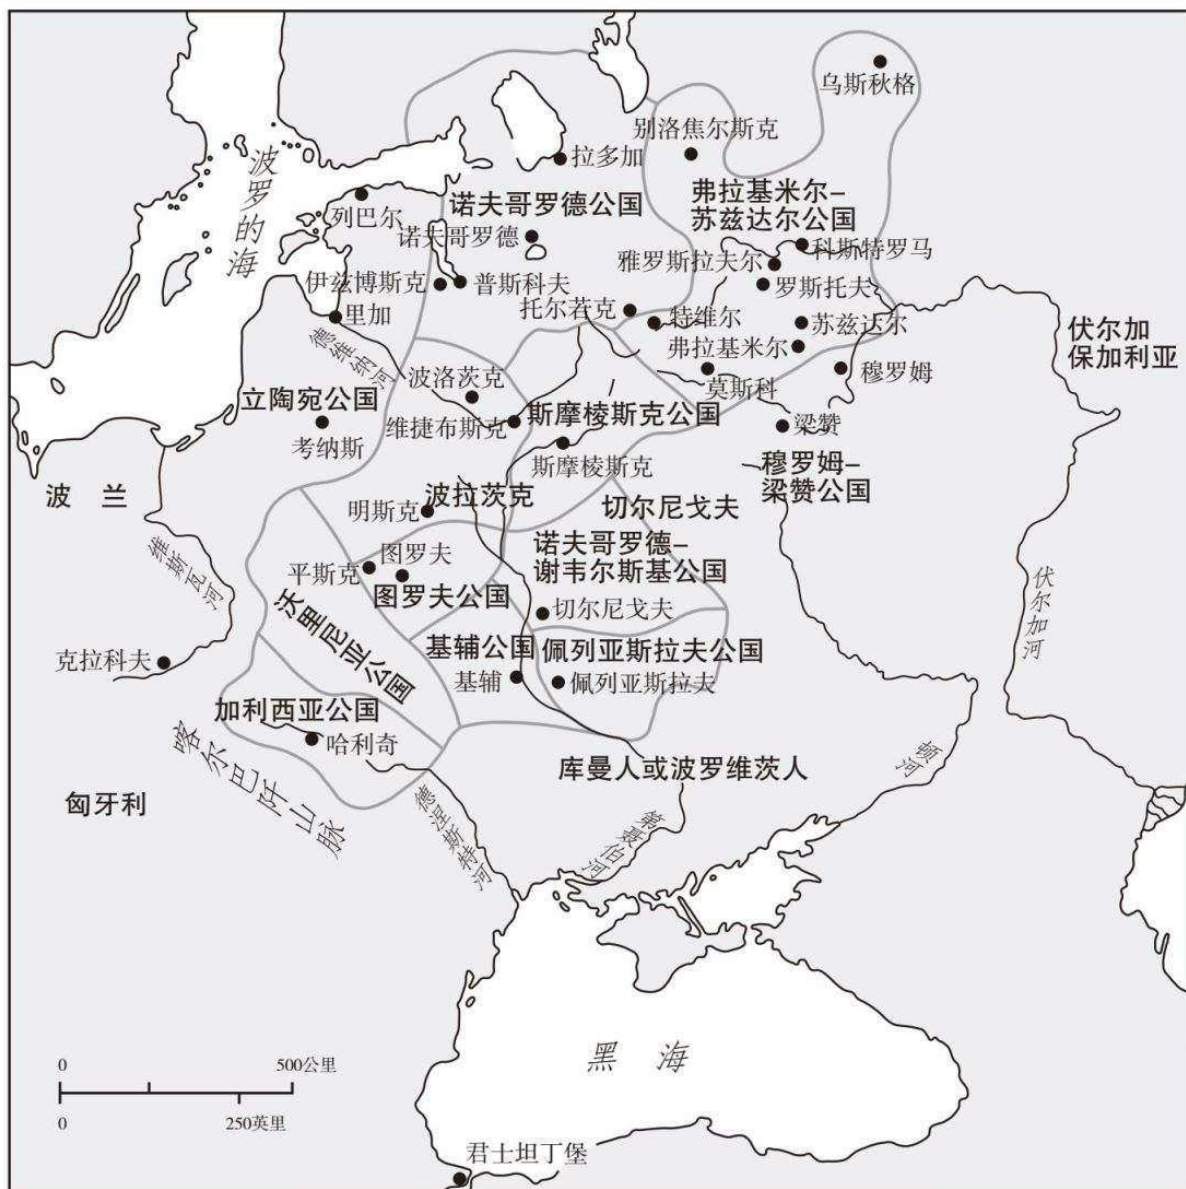 乌斯秋格
别洛焦尔斯克
拉多加
波罗的海
弗拉基米尔–
苏兹达尔公国
诺夫哥罗德公国
列巴尔
诺夫哥罗德
科斯特罗马
雅罗斯拉夫尔
伊兹博斯克
普斯科夫
罗斯托夫
托尔若克
里加
特维尔
苏兹达尔
伏尔加
保加利亚
德维纳河
弗拉基米尔
穆罗姆
波洛茨克
莫斯科
立陶宛公国
斯摩棱斯克公国
考纳斯
维捷布斯克
梁赞
斯摩棱斯克
穆罗姆–
梁赞公国
波兰
波拉茨克
切尔尼戈夫
明斯克
诺夫哥罗德–
谢韦尔斯基公国
维斯瓦河
图罗夫
平斯克
图罗夫公国
沃里尼亚公国
切尔尼戈夫
伏尔加河
基辅公国
佩列亚斯拉夫公国
克拉科夫
基辅
佩列亚斯拉夫
加利西亚公国
哈利奇
喀尔巴阡山脉
库曼人或波罗维茨人
顿河
匈牙利
德涅斯特河
第聂伯河
黑海
0
500公里
0
250英里
君士坦丁堡